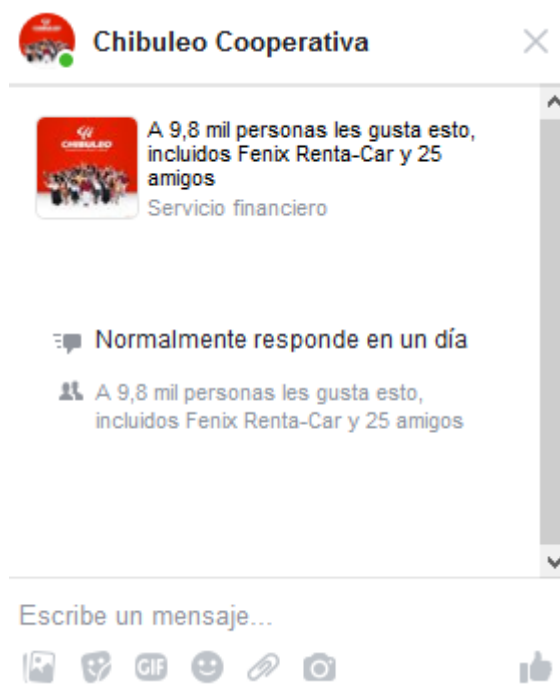 Chibuleo Cooperativa
CHIBULEO
A 9,8 mil personas les gusta esto,
incluidos Fenix Renta-Car y 25
amigos
Servicio financiero
Normalmente responde en un día
A 9,8 mil personas les gusta esto,
incluidos Fenix Renta-Car y 25 amigos
Escribe un mensaje...
GIF